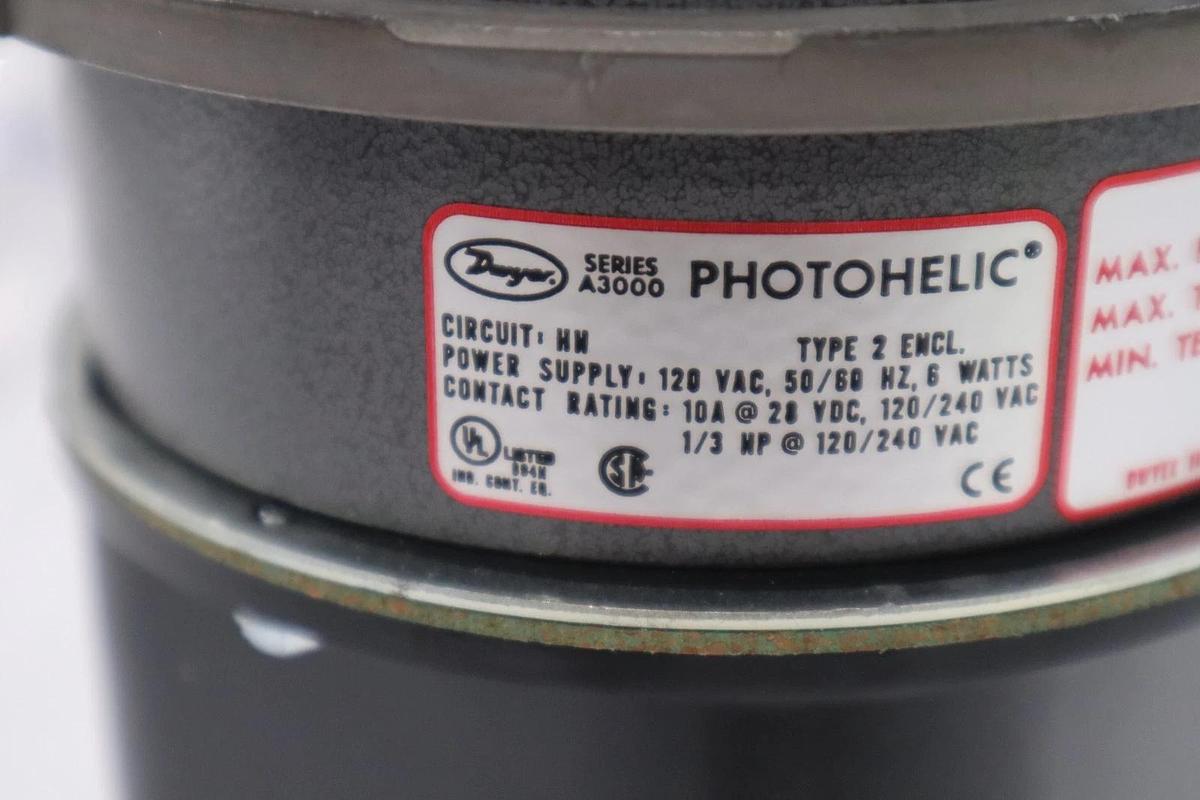 Dwyer. SERIES A3000 PHOTOHELIC®
CIRCUIT: HH TYPE 2 ENCL.
POWER SUPPLY: 120 VAC, 50/60 HZ, 6 WATTS
CONTACT RATING: 10A @ 28 VDC, 120/240 VAC
1/3 HP @ 120/240 VAC
UL LISTED
IND. CONT. EQ.
CE
MAX.
MAX.
MIN.